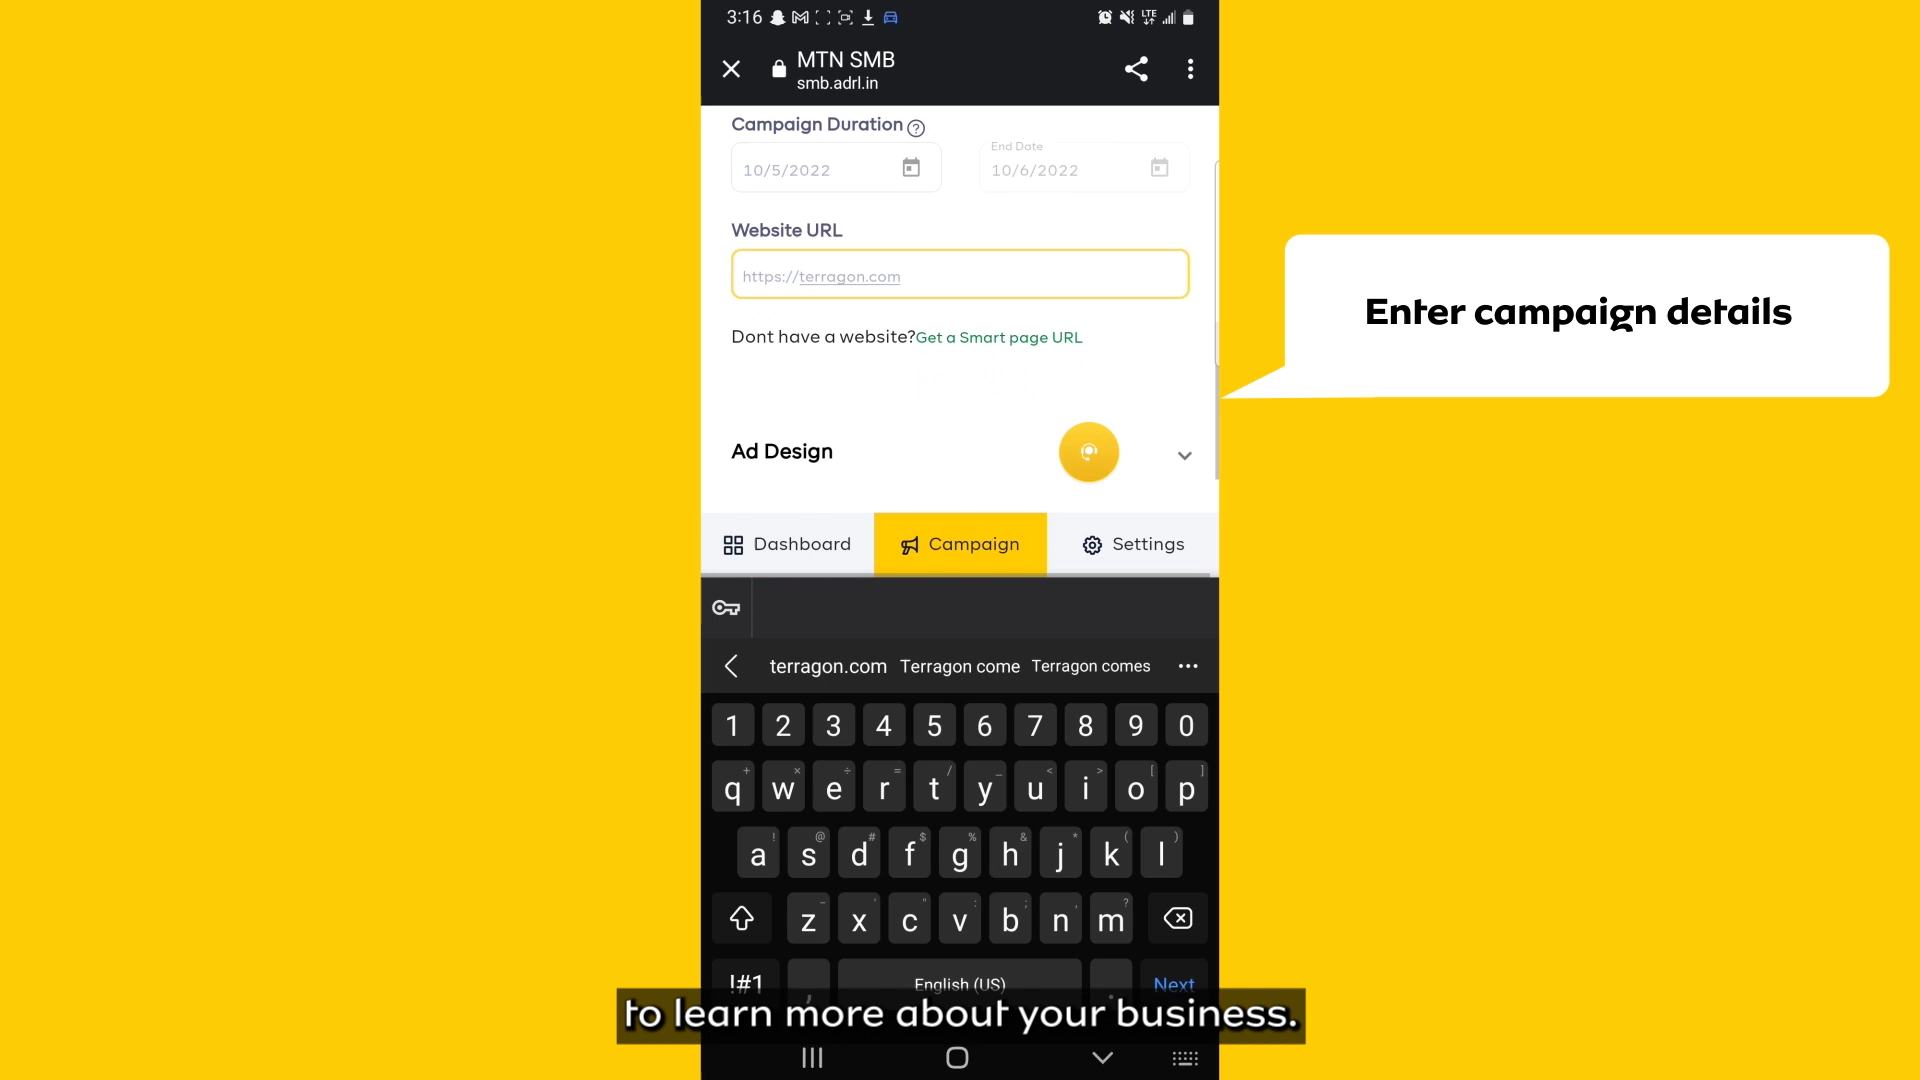 3:16
LTE
MTN SMB
smb.adrl.in
Campaign Duration ?
10/5/2022
End Date
10/6/2022
Website URL
https://terragon.com
Dont have a website?Get a Smart page URL
Enter campaign details
Ad Design
Dashboard
Campaign
Settings
terragon.com Terragon come Terragon comes ...
1 2 3 4 5 6 7 8 9 0
+ × ÷ = / _ < > [ ]
q w e r t y u i o p
! @ # $ % & * ( )
a s d f g h j k l
- ' " : ; , ?
z x c v b n m
!#1 , English (US) . Next
to learn more about your business.